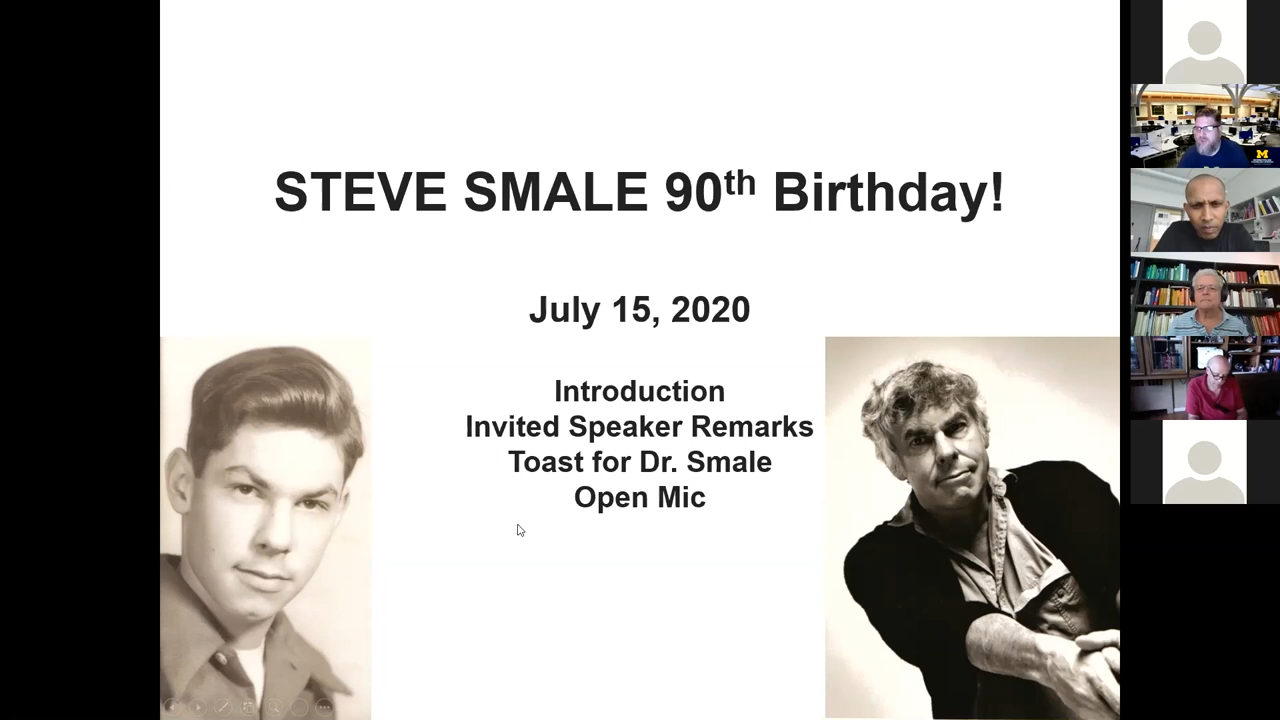 STEVE SMALE 90th Birthday!
July 15, 2020
Introduction
Invited Speaker Remarks
Toast for Dr. Smale
Open Mic
M